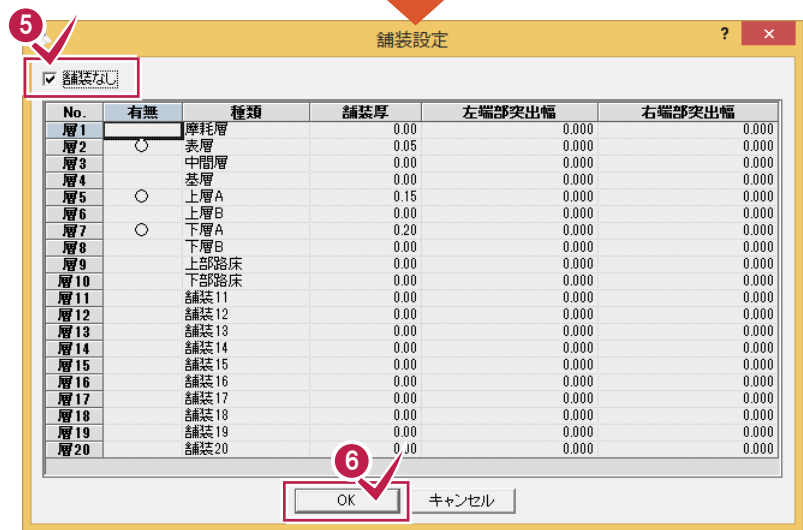 5
舗装設定 ? ×
舗装なし
No. 有無 種類 舗装厚 左端部突出幅 右端部突出幅
層1 摩耗層 0.00 0.000 0.000
層2 ○ 表層 0.05 0.000 0.000
層3 中間層 0.00 0.000 0.000
層4 基層 0.00 0.000 0.000
層5 ○ 上層A 0.15 0.000 0.000
層6 上層B 0.00 0.000 0.000
層7 ○ 下層A 0.20 0.000 0.000
層8 下層B 0.00 0.000 0.000
層9 上部路床 0.00 0.000 0.000
層10 下部路床 0.00 0.000 0.000
層11 舗装11 0.00 0.000 0.000
層12 舗装12 0.00 0.000 0.000
層13 舗装13 0.00 0.000 0.000
層14 舗装14 0.00 0.000 0.000
層15 舗装15 0.00 0.000 0.000
層16 舗装16 0.00 0.000 0.000
層17 舗装17 0.00 0.000 0.000
層18 舗装18 0.00 0.000 0.000
層19 舗装19 0.00 0.000 0.000
層20 舗装20 0.00 0.000 0.000
6
OK キャンセル